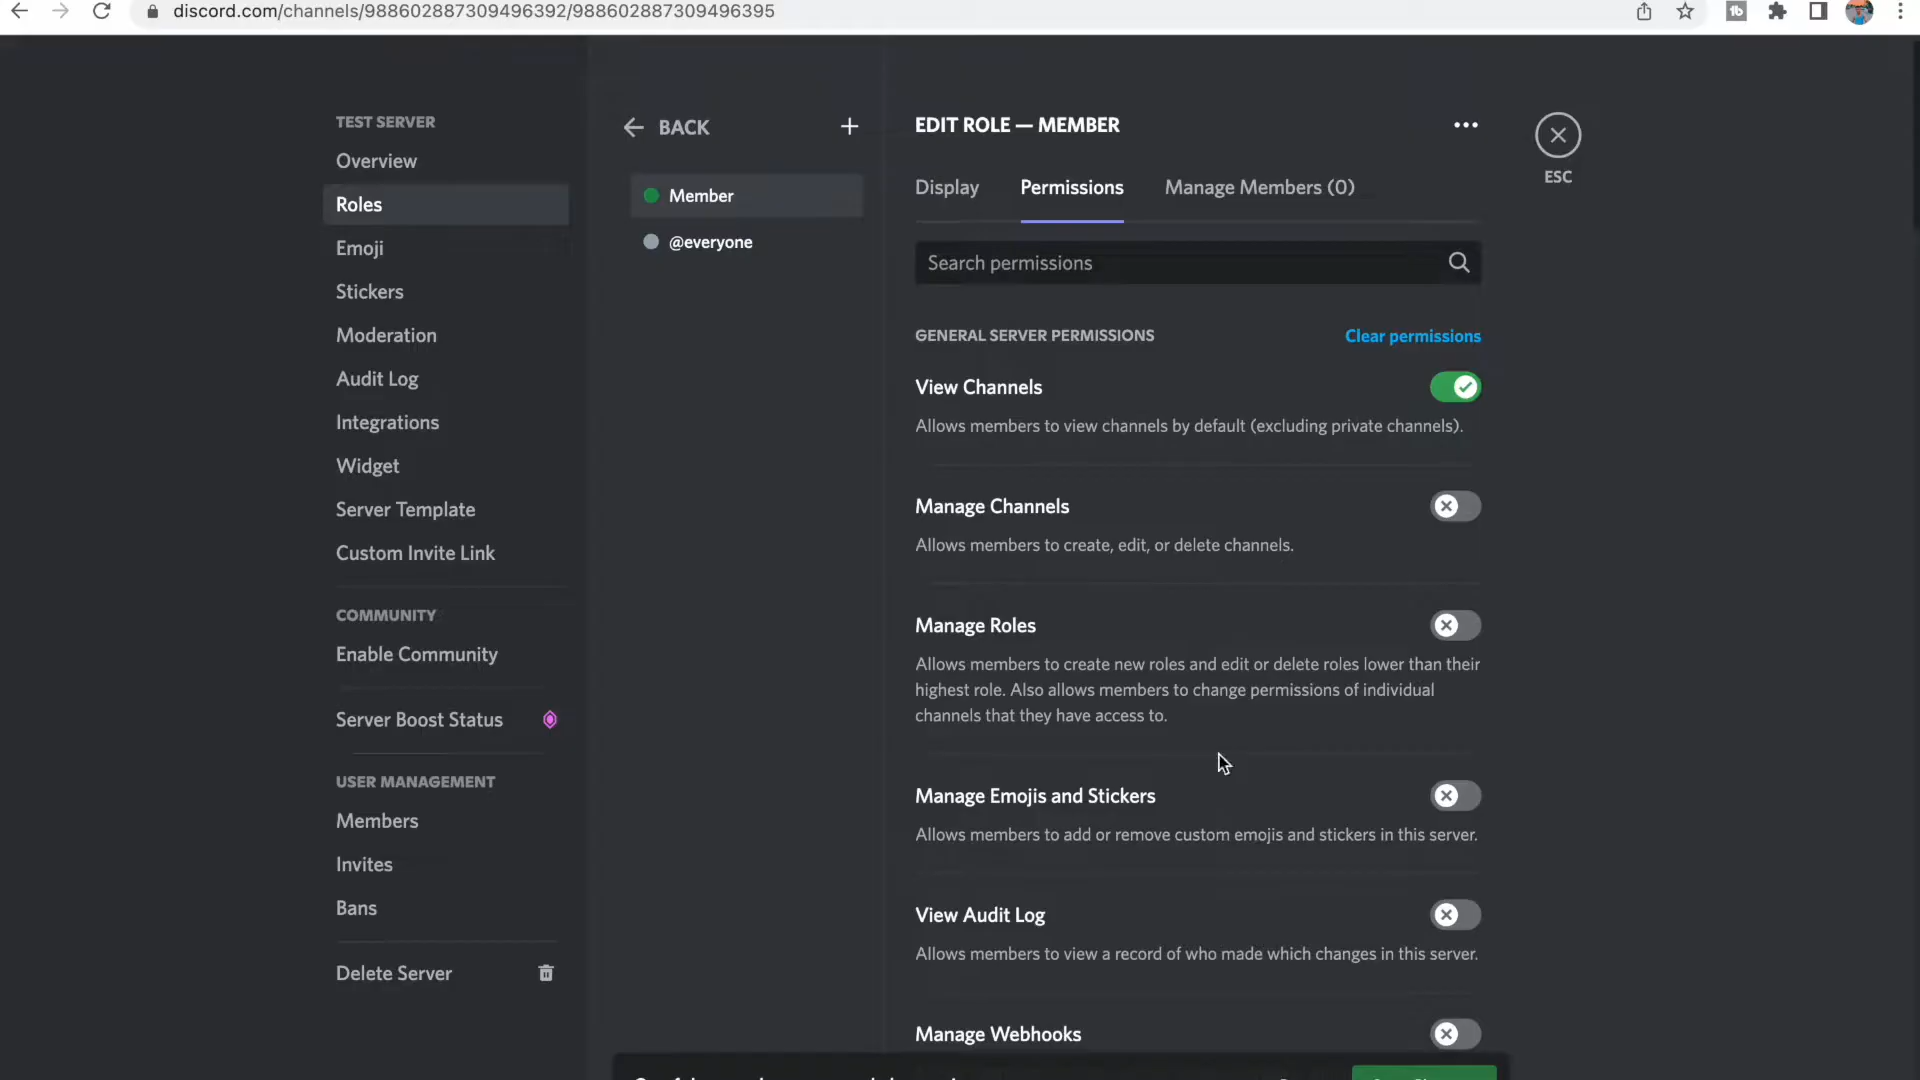 discord.com/channels/988602887309496392/988602887309496395
TEST SERVER
Overview
Roles
Emoji
Stickers
Moderation
Audit Log
Integrations
Widget
Server Template
Custom Invite Link
COMMUNITY
Enable Community
Server Boost Status
USER MANAGEMENT
Members
Invites
Bans
Delete Server
BACK
Member
@everyone
EDIT ROLE — MEMBER
ESC
Display Permissions Manage Members (0)
Search permissions
GENERAL SERVER PERMISSIONS Clear permissions
View Channels
Allows members to view channels by default (excluding private channels).
Manage Channels
Allows members to create, edit, or delete channels.
Manage Roles
Allows members to create new roles and edit or delete roles lower than their
highest role. Also allows members to change permissions of individual
channels that they have access to.
Manage Emojis and Stickers
Allows members to add or remove custom emojis and stickers in this server.
View Audit Log
Allows members to view a record of who made which changes in this server.
Manage Webhooks